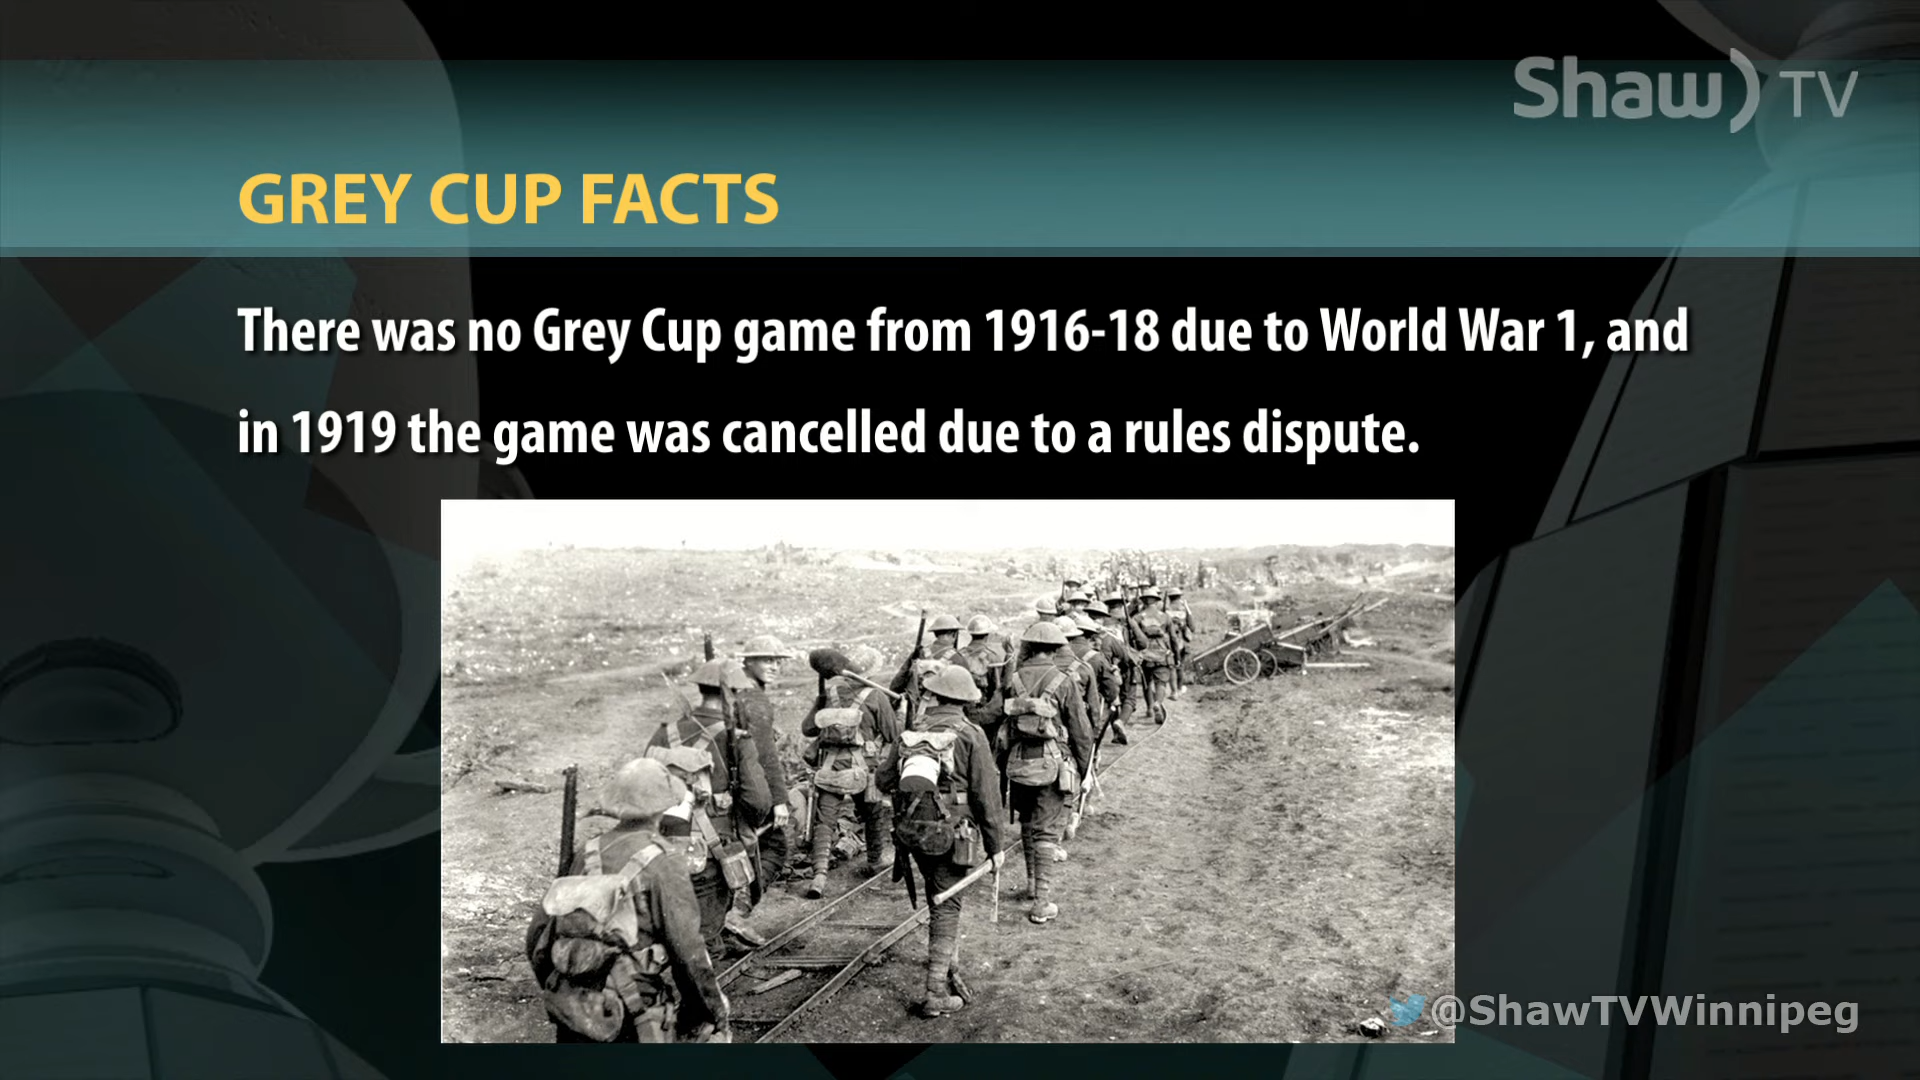 Shaw) TV
GREY CUP FACTS
There was no Grey Cup game from 1916-18 due to World War 1, and
in 1919 the game was cancelled due to a rules dispute.
@ShawTVWinnipeg